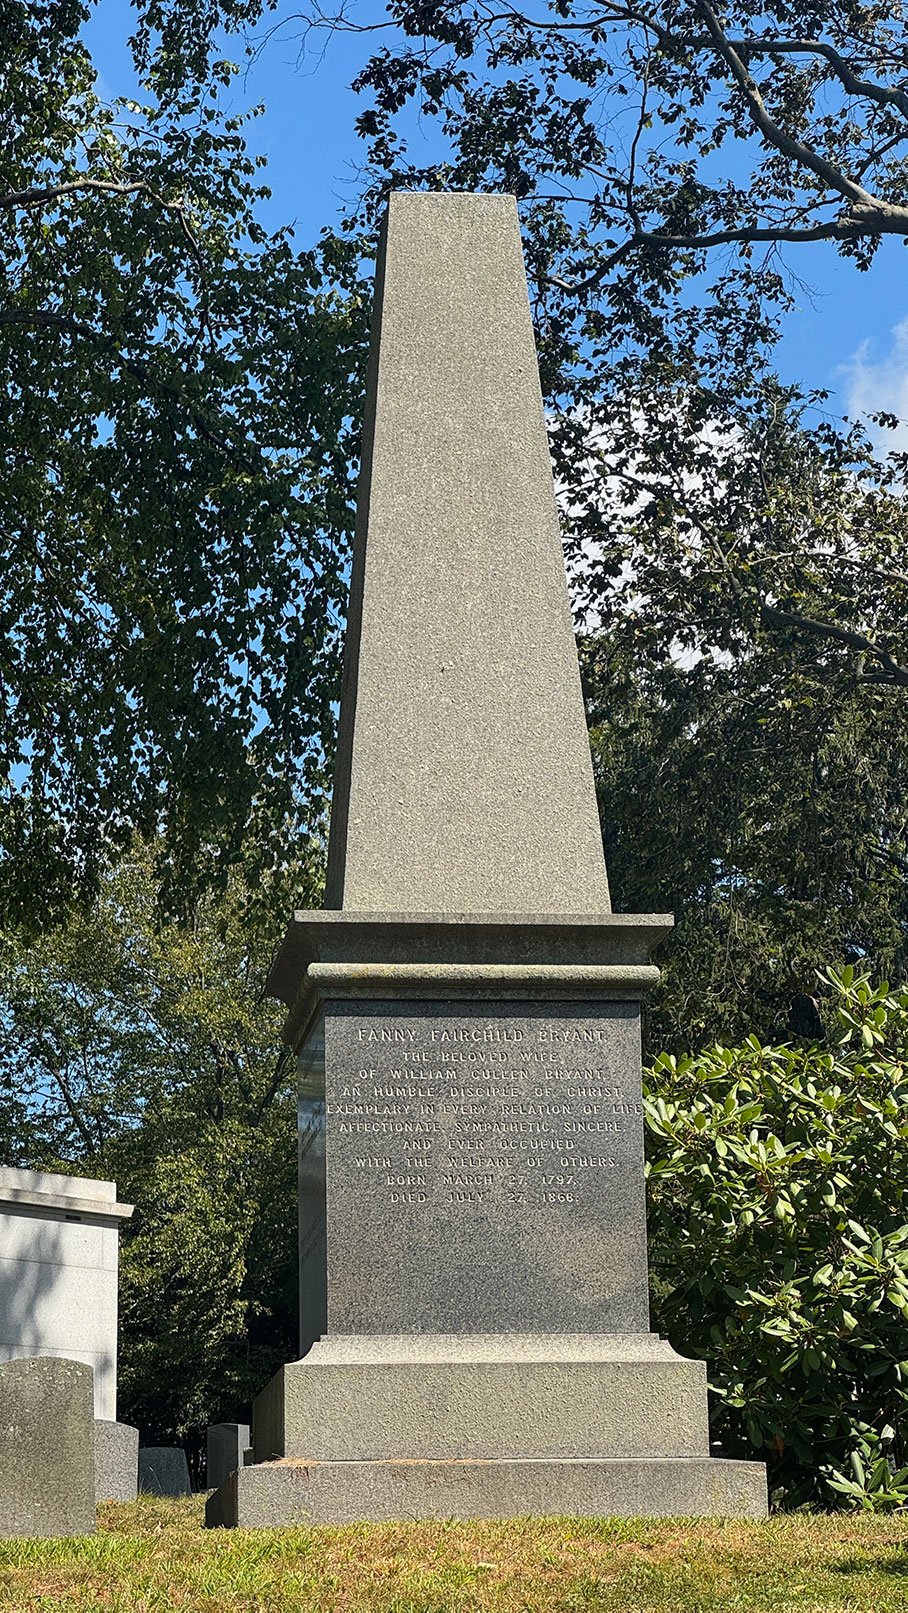 FANNY FAIRCHILD BRYANT.
THE BELOVED WIFE,
OF WILLIAM CULLEN BRYANT.
AN HUMBLE DISCIPLE OF CHRIST,
EXEMPLARY IN EVERY RELATION OF LIFE
AFFECTIONATE, SYMPATHETIC, SINCERE,
AND EVER OCCUPIED
WITH THE WELFARE OF OTHERS.
BORN MARCH 27, 1797,
DIED JULY 27, 1866.